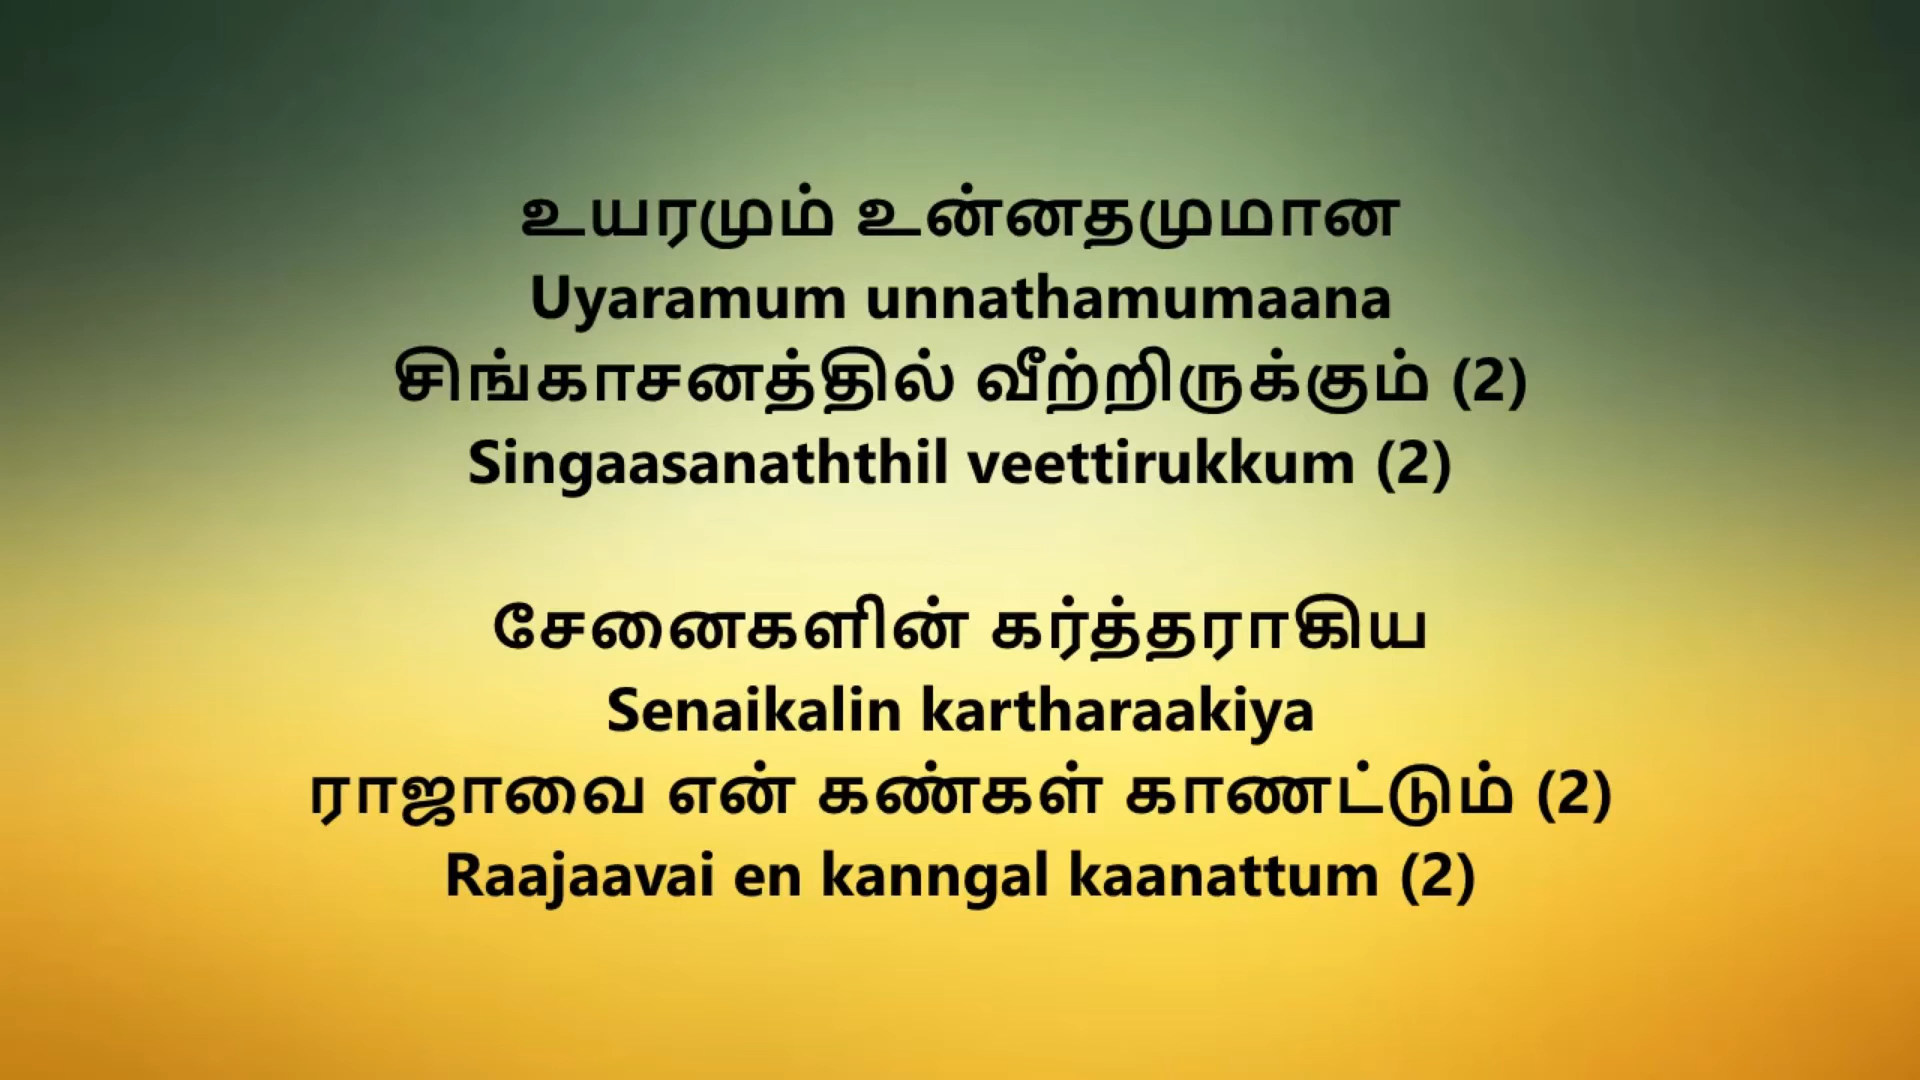 உயரமும் உன்னதமுமான
Uyaramum unnathamumaana
சிங்காசனத்தில் வீற்றிருக்கும் (2)
Singaasanaththil veettirukkum (2)
சேனைகளின் கர்த்தராகிய
Senaikalin kartharaakiya
ராஜாவை என் கண்கள் காணட்டும் (2)
Raajaavai en kanngal kaanattum (2)